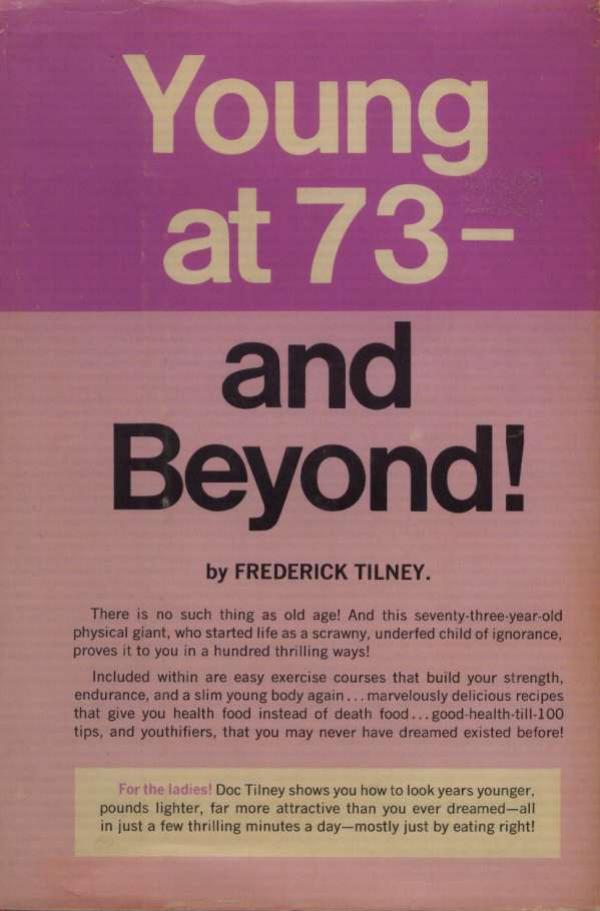 Young
at 73–
and
Beyond!
by FREDERICK TILNEY.
There is no such thing as old age! And this seventy-three-year-old
physical giant, who started life as a scrawny, underfed child of ignorance,
proves it to you in a hundred thrilling ways!
Included within are easy exercise courses that build your strength,
endurance, and a slim young body again...marvelously delicious recipes
that give you health food instead of death food...good-health-till-100
tips, and youthifiers, that you may never have dreamed existed before!
For the ladies! Doc Tilney shows you how to look years younger,
pounds lighter, far more attractive than you ever dreamed—all
in just a few thrilling minutes a day—mostly just by eating right!